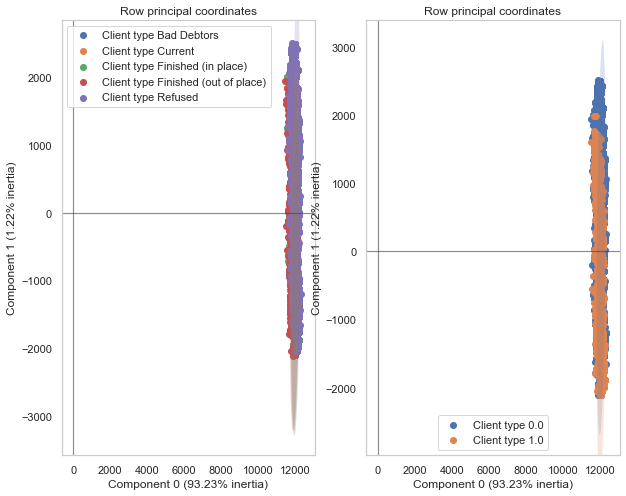 Row principal coordinates
Client type Bad Debtors
Client type Current
Client type Finished (in place)
Client type Finished (out of place)
Client type Refused
2000
1000
0
−1000
−2000
−3000
Component 1 (1.22% inertia)
0 2000 4000 6000 8000 10000 12000
Component 0 (93.23% inertia)
Row principal coordinates
3000
2000
1000
0
−1000
−2000
Component 1 (1.22% inertia)
Client type 0.0
Client type 1.0
0 2000 4000 6000 8000 10000 12000
Component 0 (93.23% inertia)